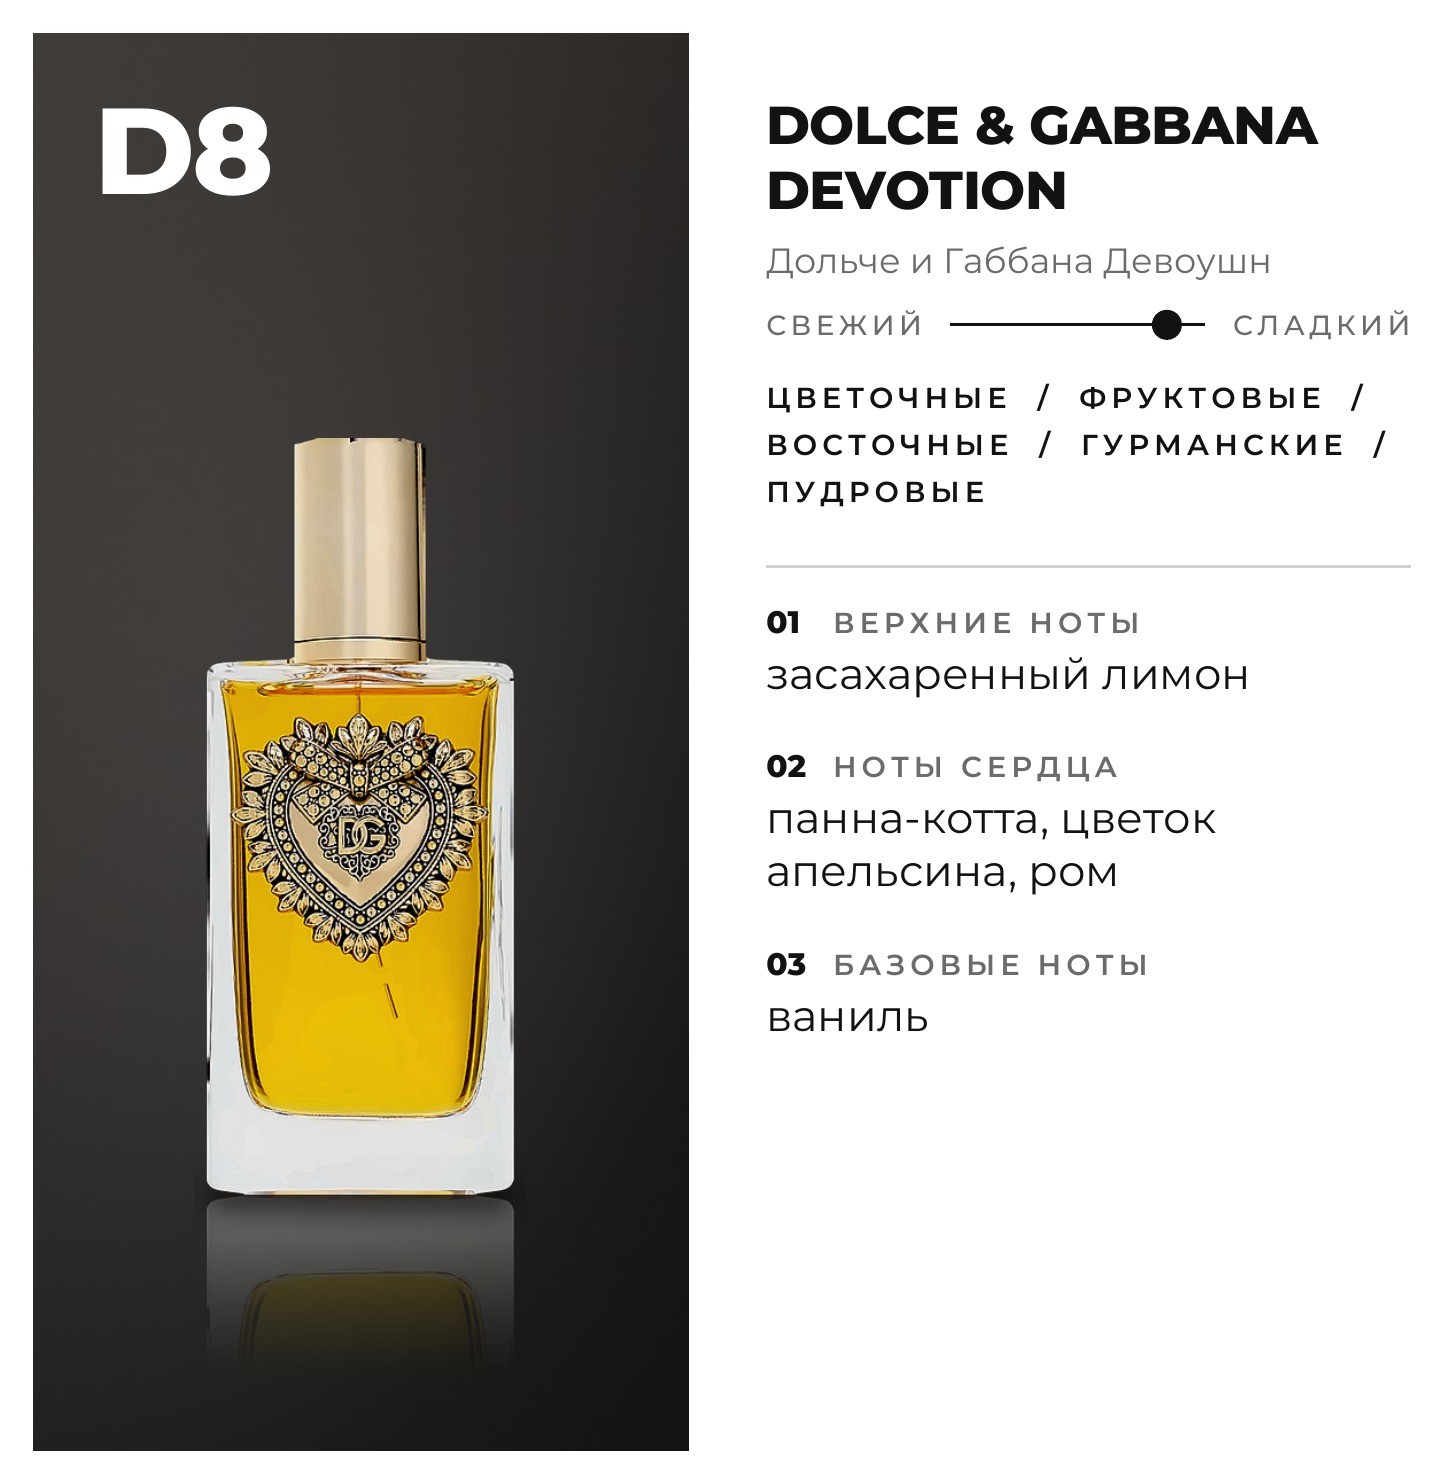 D8
DOLCE & GABBANA
DEVOTION
Дольче и Габбана Девоушн
СВЕЖИЙ СЛАДКИЙ
ЦВЕТОЧНЫЕ / ФРУКТОВЫЕ /
ВОСТОЧНЫЕ / ГУРМАНСКИЕ /
ПУДРОВЫЕ
01 ВЕРХНИЕ НОТЫ
засахаренный лимон
02 НОТЫ СЕРДЦА
панна-котта, цветок
апельсина, ром
03 БАЗОВЫЕ НОТЫ
ваниль
DG